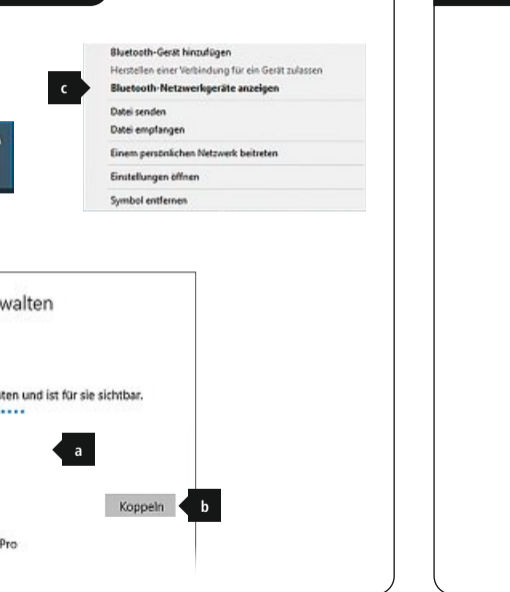 Bluetooth-Gerät hinzufügen
Herstellen einer Verbindung für ein Gerät zulassen
c
Bluetooth-Netzwerkgeräte anzeigen
Datei senden
Datei empfangen
Einem persönlichen Netzwerk beitreten
Einstellungen öffnen
Symbol entfernen
walten
ten und ist für sie sichtbar.
a
Koppeln
b
Pro